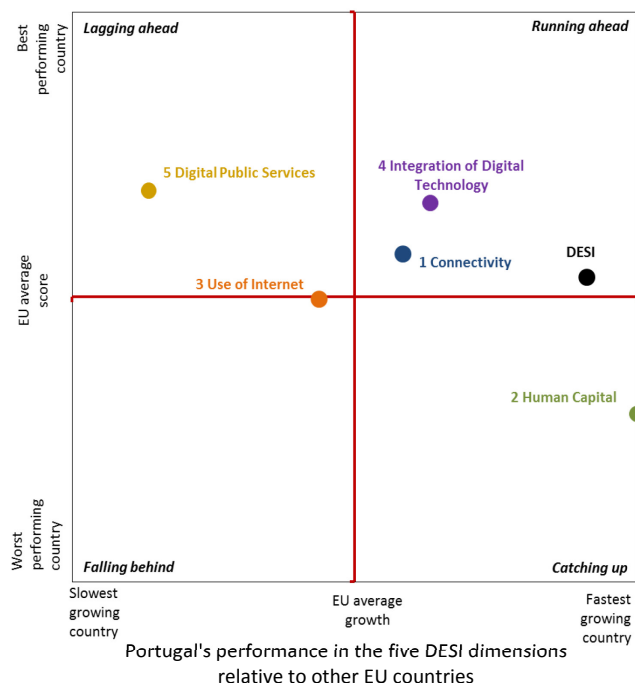 Best
performing
country
Lagging ahead
Running ahead
5 Digital Public Services
4 Integration of Digital
Technology
DESI
1 Connectivity
3 Use of Internet
EU average
score
2 Human Capital
Worst
performing
country
Falling behind
Catching up
Slowest
growing
country
EU average
growth
Fastest
growing
country
Portugal's performance in the five DESI dimensions
relative to other EU countries